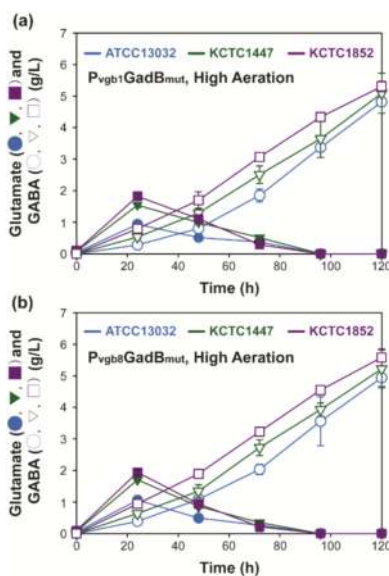 (a)
6
5
4
3
2
1
0
Glutamate (●, ▼, ■) and
GABA (○, ▽, □) (g/L)
ATCC13032 KCTC1447 KCTC1852
Pvgb1GadBmut, High Aeration
0 20 40 60 80 100 120
Time (h)
(b)
6
5
4
3
2
1
0
Glutamate (●, ▼, ■) and
GABA (○, ▽, □) (g/L)
ATCC13032 KCTC1447 KCTC1852
Pvgb8GadBmut, High Aeration
0 20 40 60 80 100 120
Time (h)